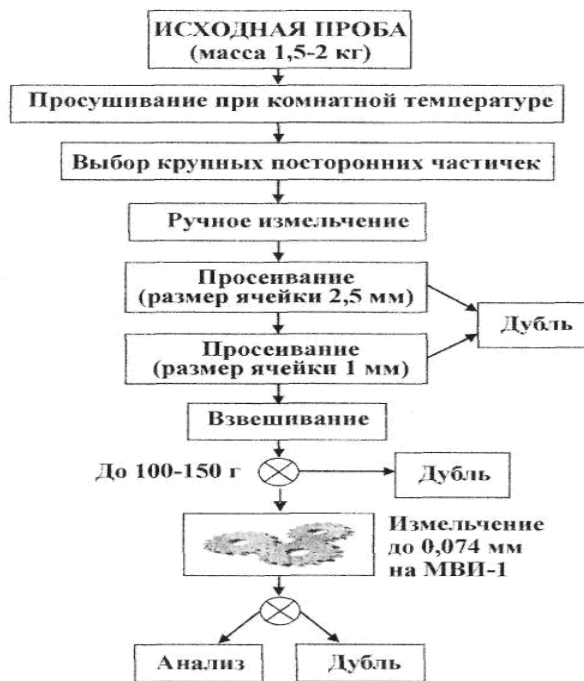 ИСХОДНАЯ ПРОБА
(масса 1,5-2 кг)
Просушивание при комнатной температуре
Выбор крупных посторонних частичек
Ручное измельчение
Просеивание
(размер ячейки 2,5 мм)
Дубль
Просеивание
(размер ячейки 1 мм)
Взвешивание
До 100-150 г
Дубль
Измельчение
до 0,074 мм
на МВИ-1
Анализ
Дубль